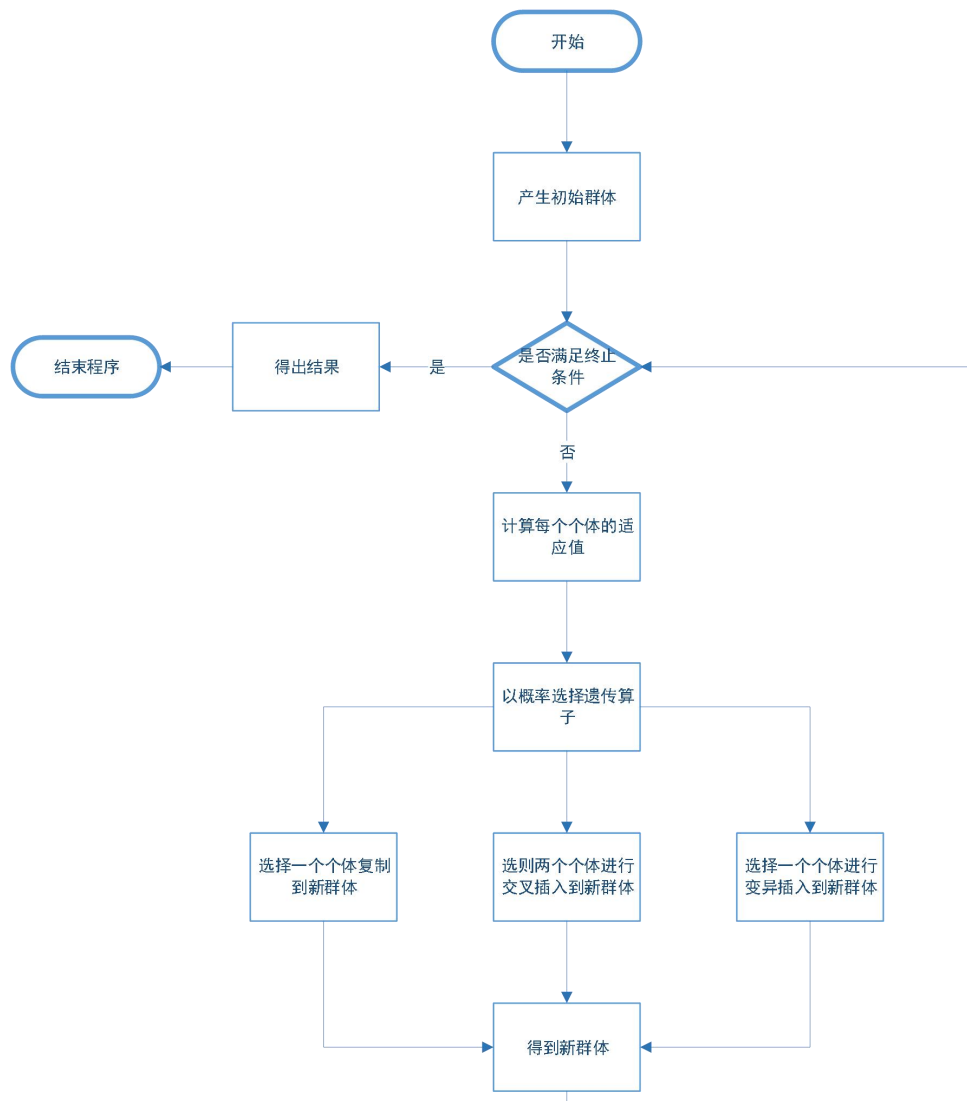 开始
产生初始群体
是否满足终止
条件
是
得出结果
结束程序
否
计算每个个体的适
应值
以概率选择遗传算
子
选择一个个体复制
到新群体
选则两个个体进行
交叉插入到新群体
选择一个个体进行
变异插入到新群体
得到新群体